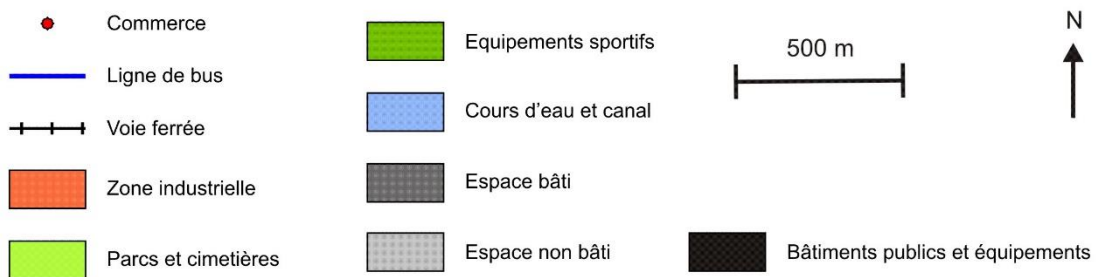 Commerce
Ligne de bus
Voie ferrée
Zone industrielle
Parcs et cimetières
Equipements sportifs
Cours d'eau et canal
Espace bâti
Espace non bâti
500 m
N
Bâtiments publics et équipements